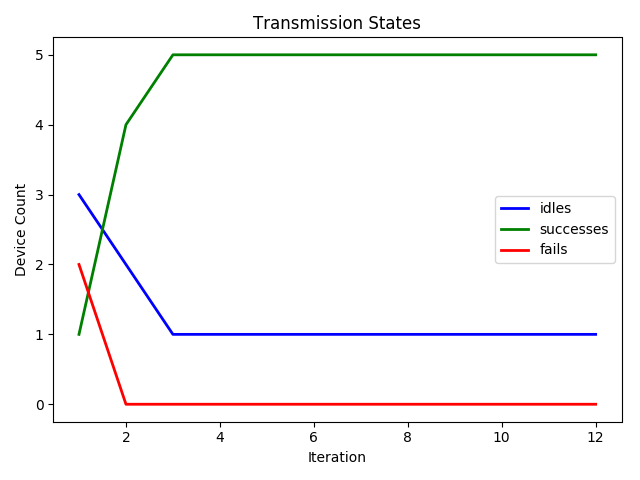 Transmission States
Device Count
5
4
3
2
1
0
idles
successes
fails
2 4 6 8 10 12
Iteration